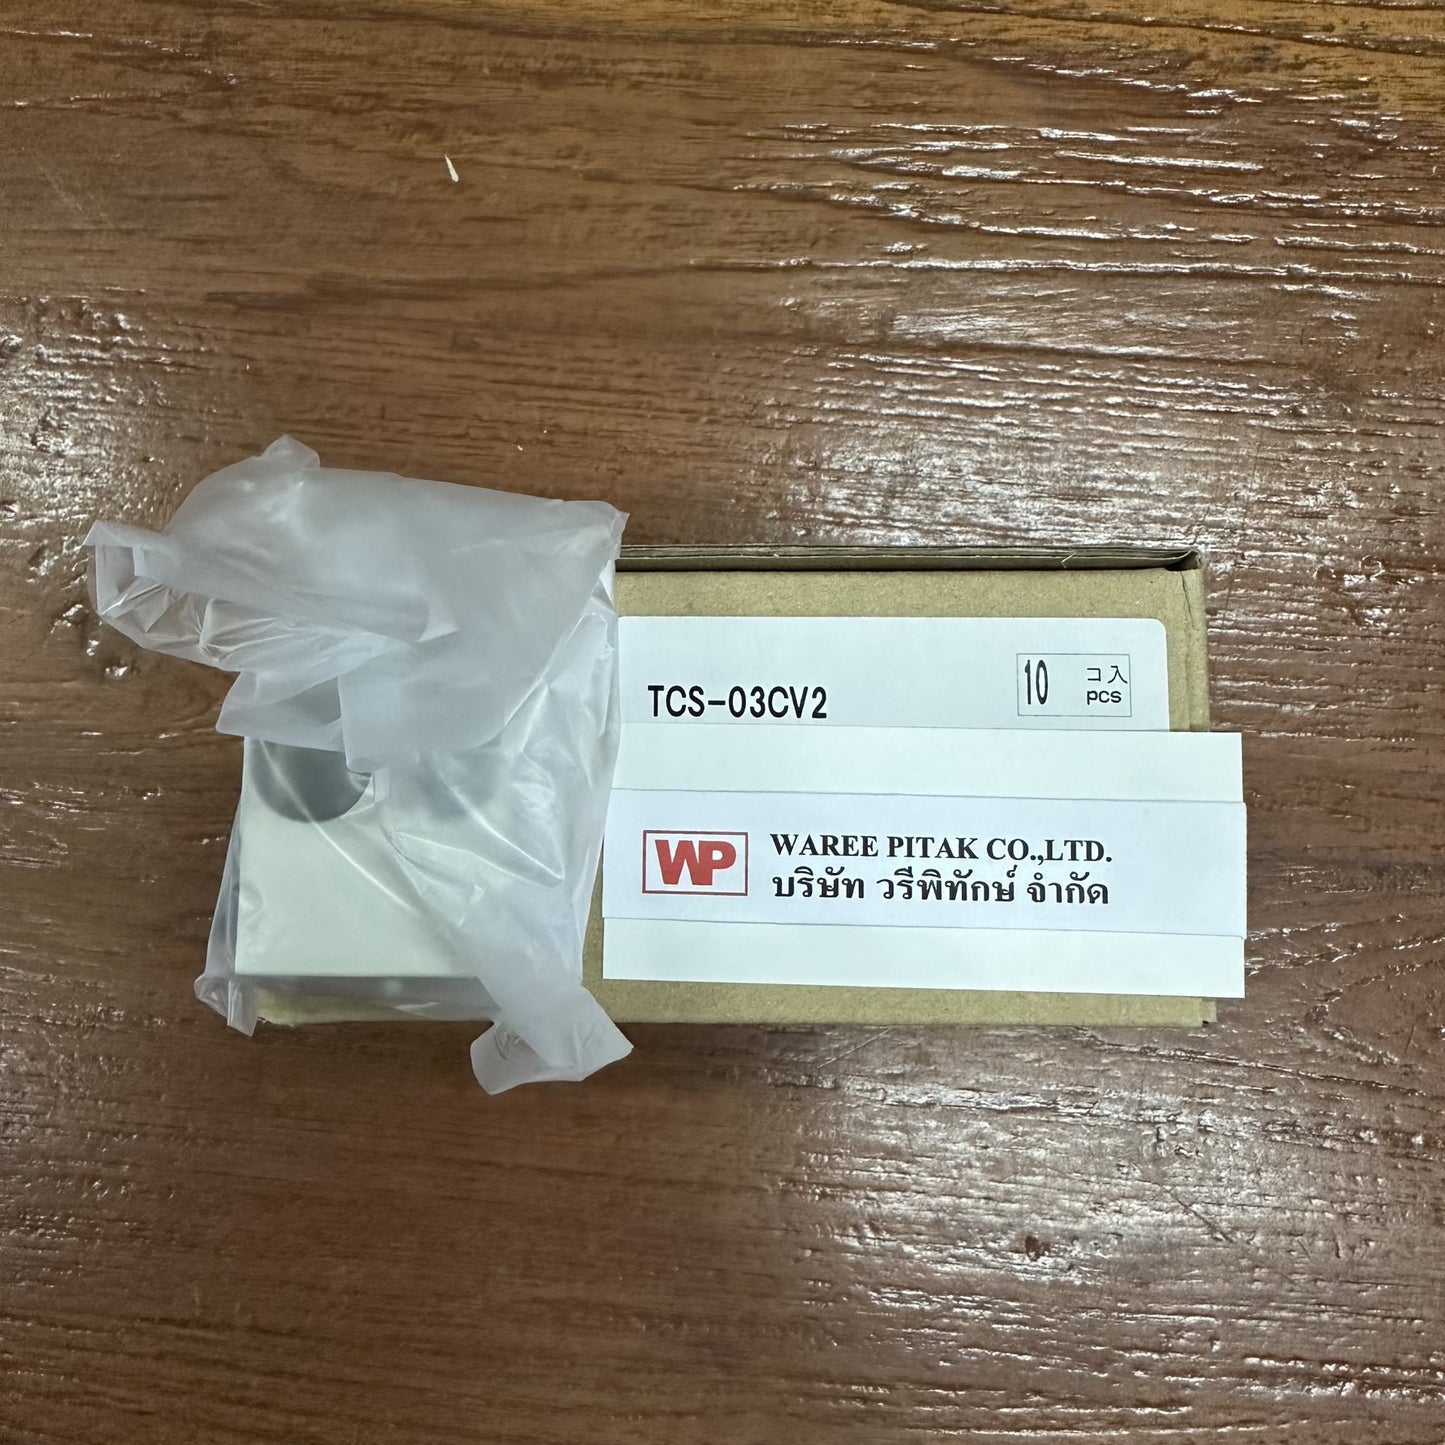 TCS-03CV2
10 コ入
pcs
WP
WAREE PITAK CO.,LTD.
บริษัท วรีพิทักษ์ จำกัด